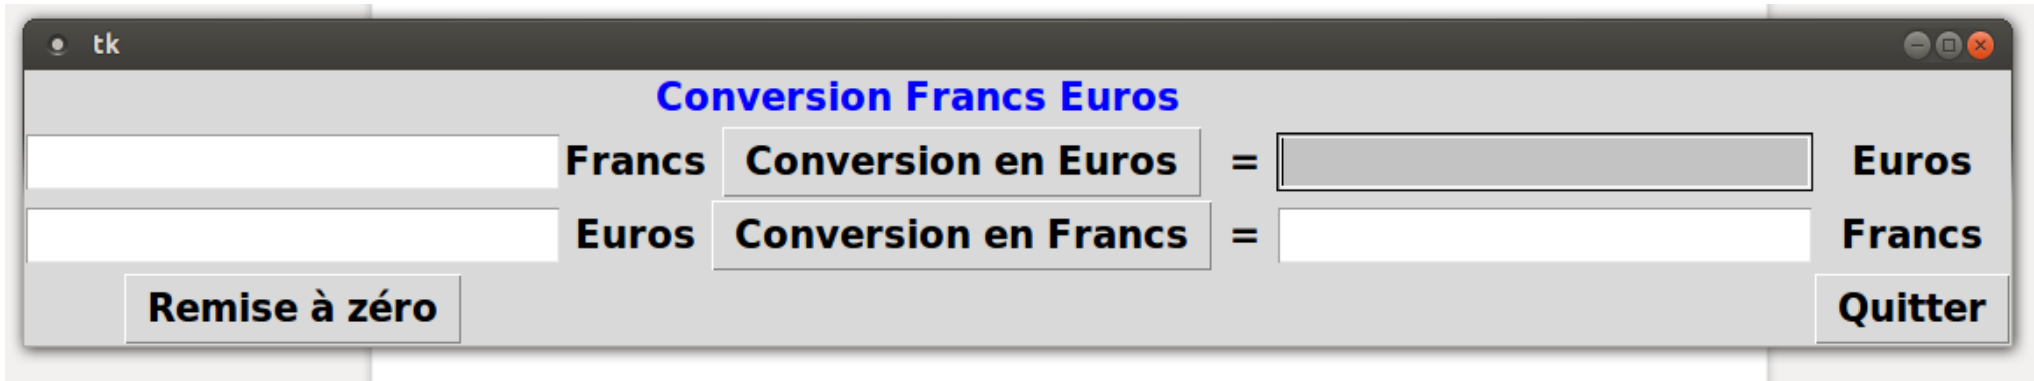 tk
Conversion Francs Euros
Francs Conversion en Euros = Euros
Euros Conversion en Francs = Francs
Remise à zéro Quitter